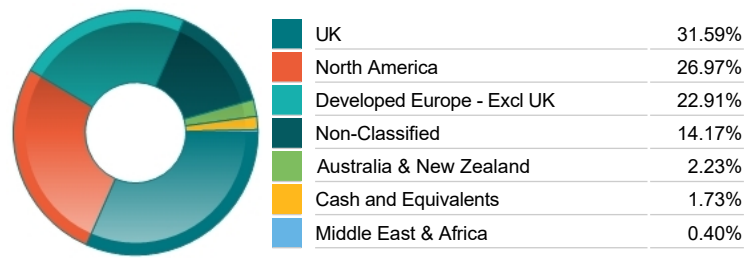 UK 31.59%
North America 26.97%
Developed Europe - Excl UK 22.91%
Non-Classified 14.17%
Australia & New Zealand 2.23%
Cash and Equivalents 1.73%
Middle East & Africa 0.40%